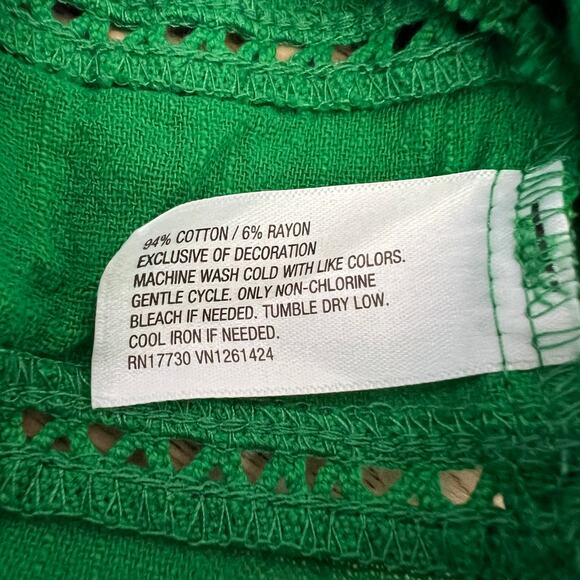 94% COTTON / 6% RAYON
EXCLUSIVE OF DECORATION
MACHINE WASH COLD WITH LIKE COLORS.
GENTLE CYCLE. ONLY NON-CHLORINE
BLEACH IF NEEDED. TUMBLE DRY LOW.
COOL IRON IF NEEDED.
RN17730 VN1261424